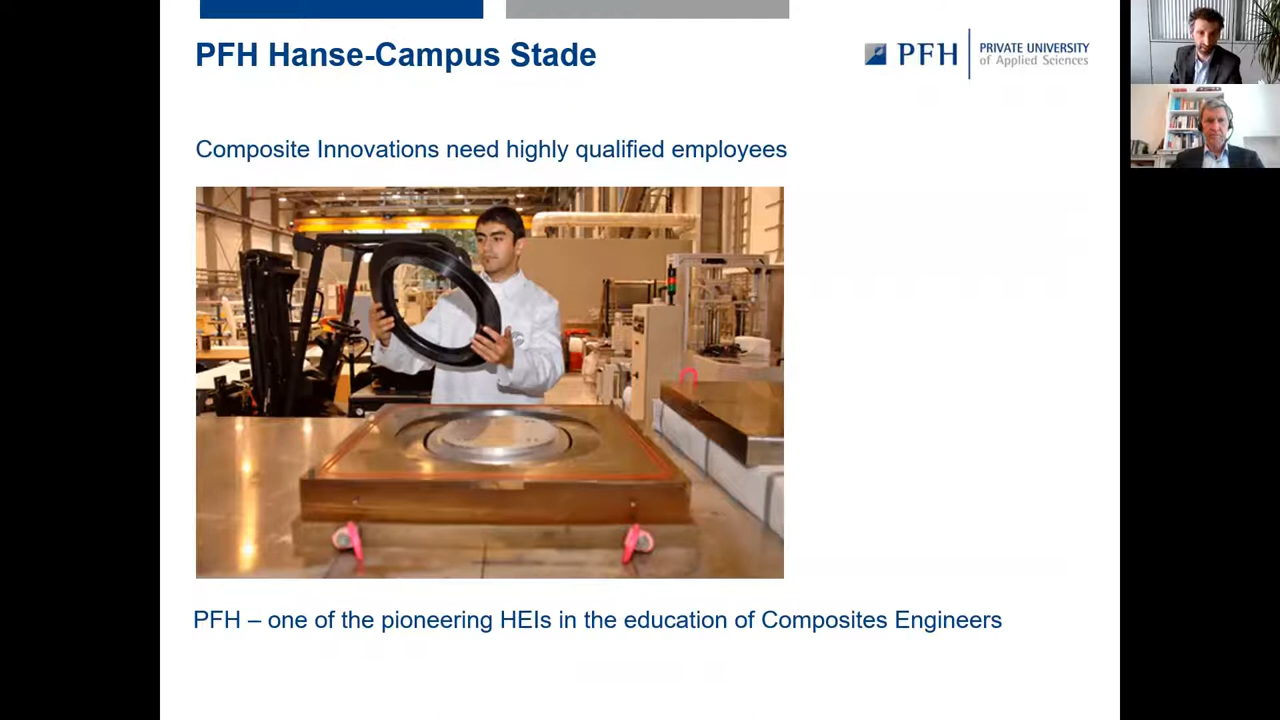 PFH Hanse-Campus Stade
PFH
PRIVATE UNIVERSITY
of Applied Sciences
Composite Innovations need highly qualified employees
PFH – one of the pioneering HEIs in the education of Composites Engineers